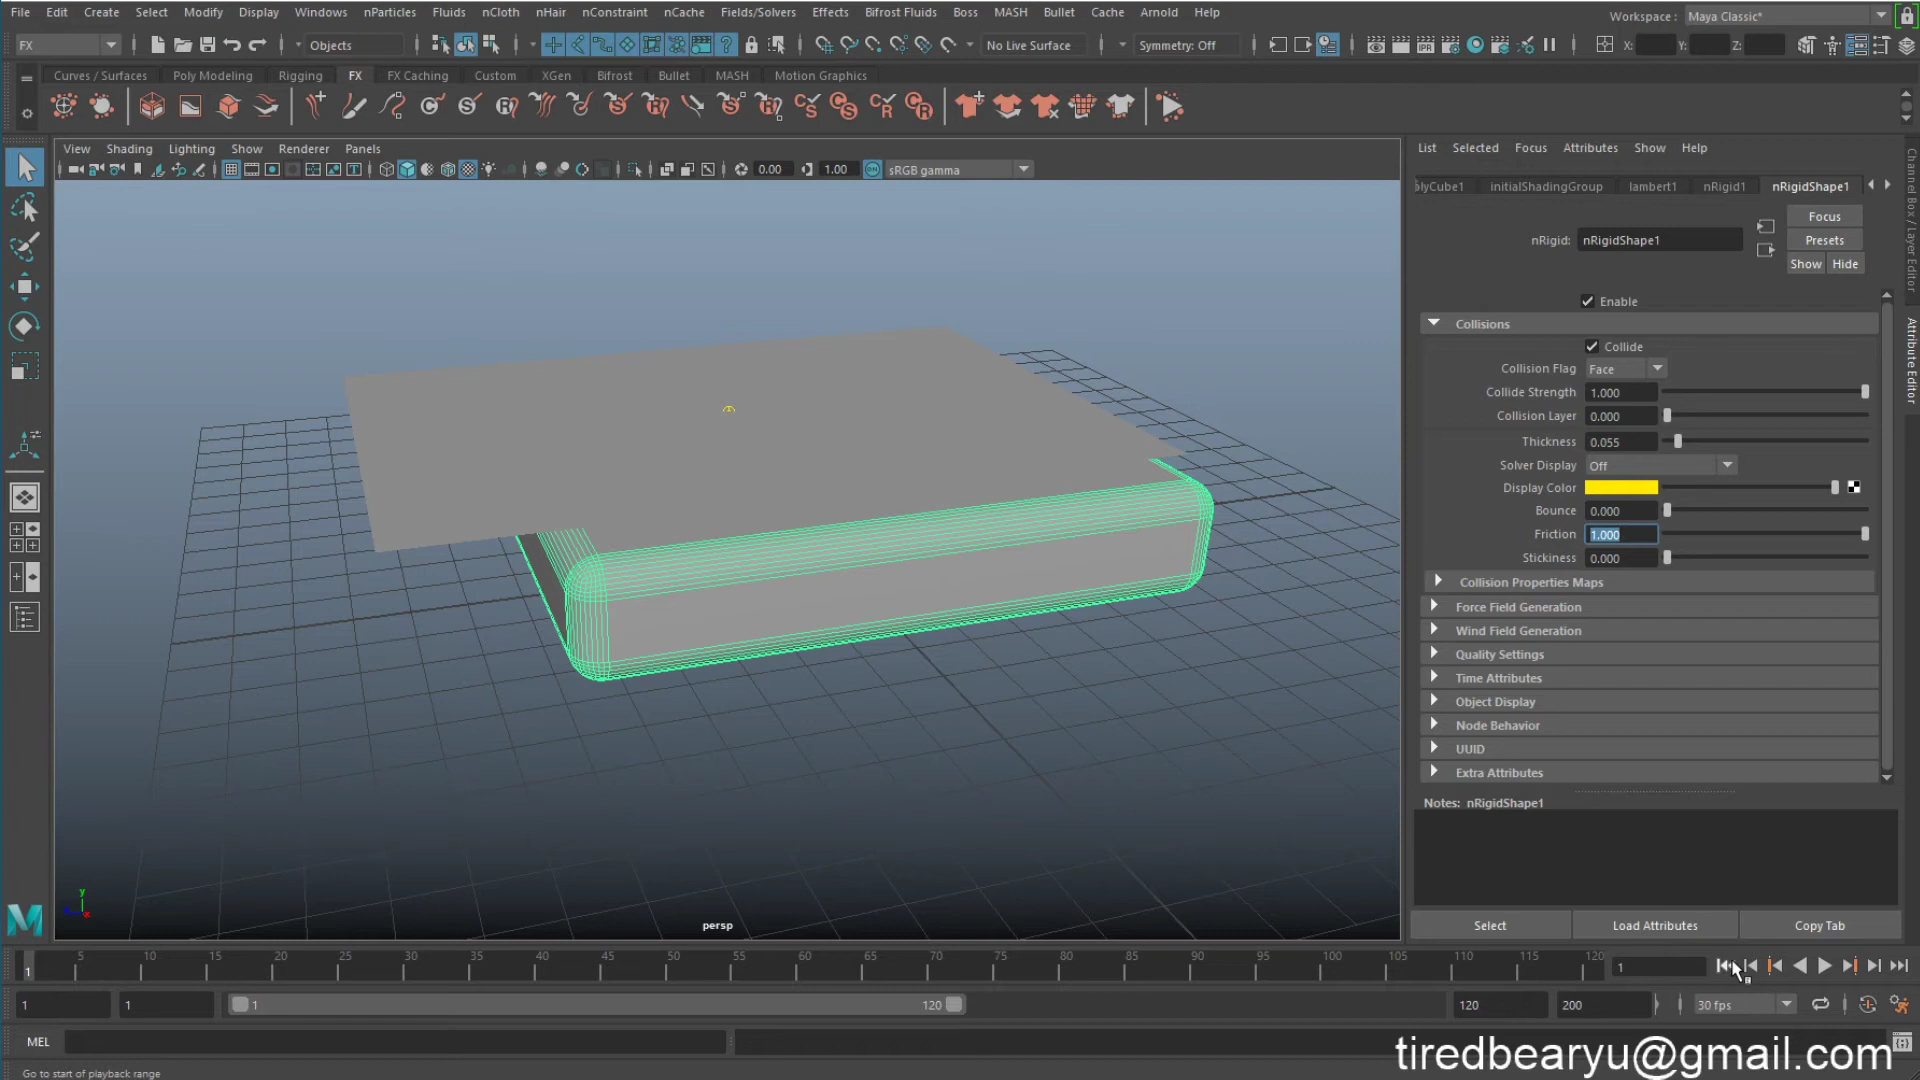 File Edit Create Select Modify Display Windows nParticles Fluids nCloth nHair nConstraint nCache Fields/Solvers Effects Bifrost Fluids Boss MASH Bullet Cache Arnold Help
Workspace : Maya Classic*
FX Objects No Live Surface Symmetry: Off X: Y: Z:
Curves / Surfaces Poly Modeling Rigging FX FX Caching Custom XGen Bifrost Bullet MASH Motion Graphics
View Shading Lighting Show Renderer Panels
0.00 1.00 sRGB gamma
List Selected Focus Attributes Show Help
lyCube1 initialShadingGroup lambert1 nRigid1 nRigidShape1
Focus
nRigid: nRigidShape1 Presets
Show Hide
Enable
Collisions
Collide
Collision Flag Face
Collide Strength 1.000
Collision Layer 0.000
Thickness 0.055
Solver Display Off
Display Color
Bounce 0.000
Friction 1.000
Stickiness 0.000
Collision Properties Maps
Force Field Generation
Wind Field Generation
Quality Settings
Time Attributes
Object Display
Node Behavior
UUID
Extra Attributes
Notes: nRigidShape1
Select Load Attributes Copy Tab
Channel Box / Layer Editor
Attribute Editor
y
x
persp
1 5 10 15 20 25 30 35 40 45 50 55 60 65 70 75 80 85 90 95 100 105 110 115 120 1
1 1 1 120 120 200 30 fps
MEL
Go to start of playback range
tiredbearyu@gmail.com